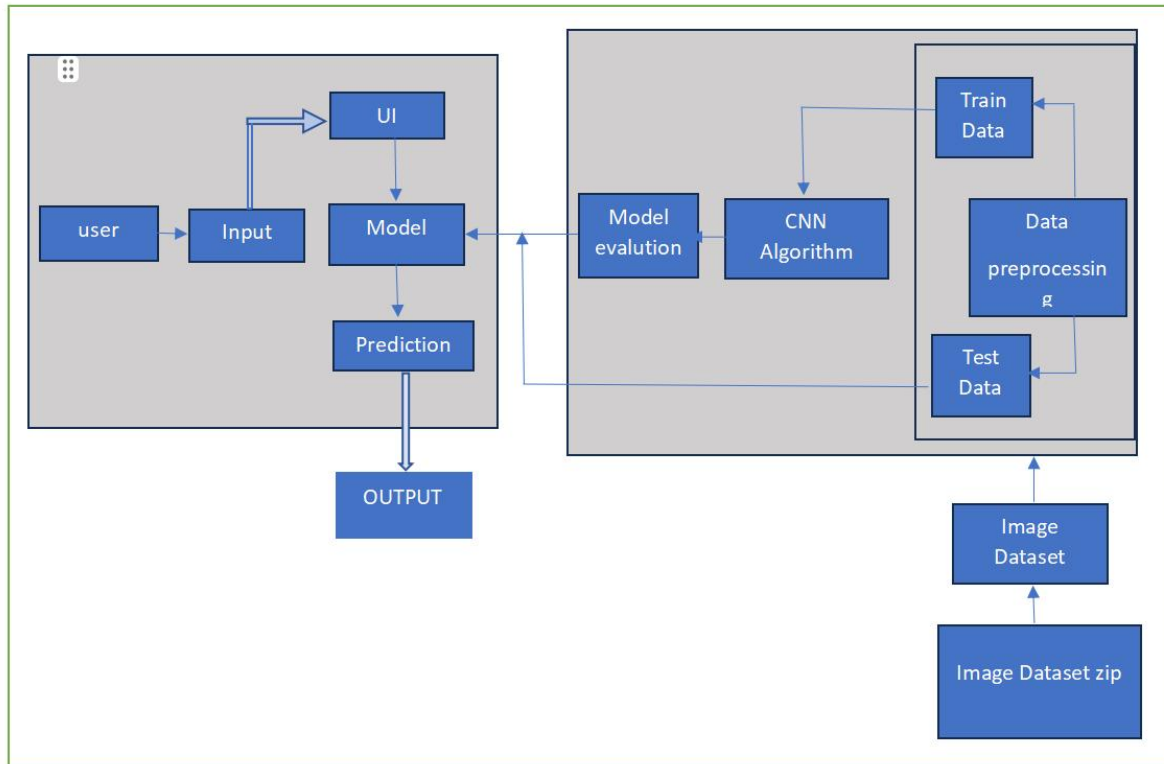 UI
user
Input
Model
Prediction
OUTPUT
Model
evalution
CNN
Algorithm
Train
Data
Data
preprocessin
g
Test
Data
Image
Dataset
Image Dataset zip